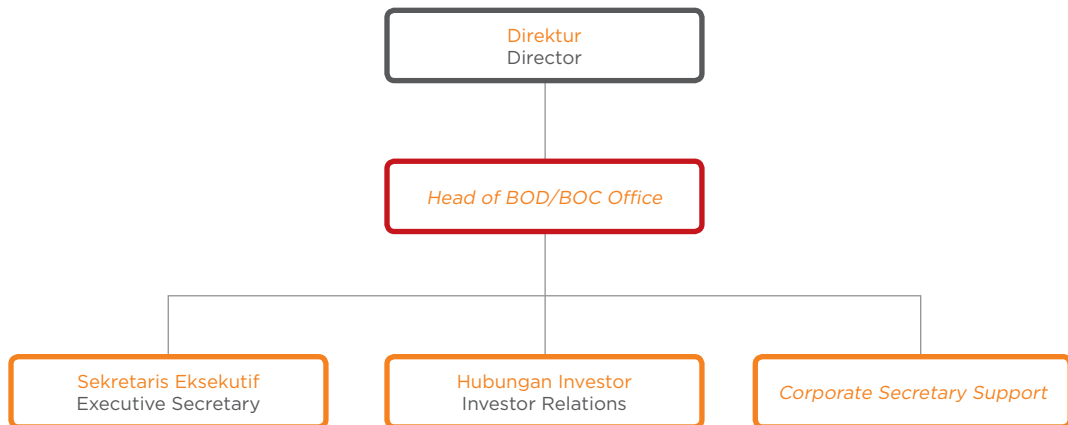 Direktur
Director
Head of BOD/BOC Office
Sekretaris Eksekutif
Executive Secretary
Hubungan Investor
Investor Relations
Corporate Secretary Support